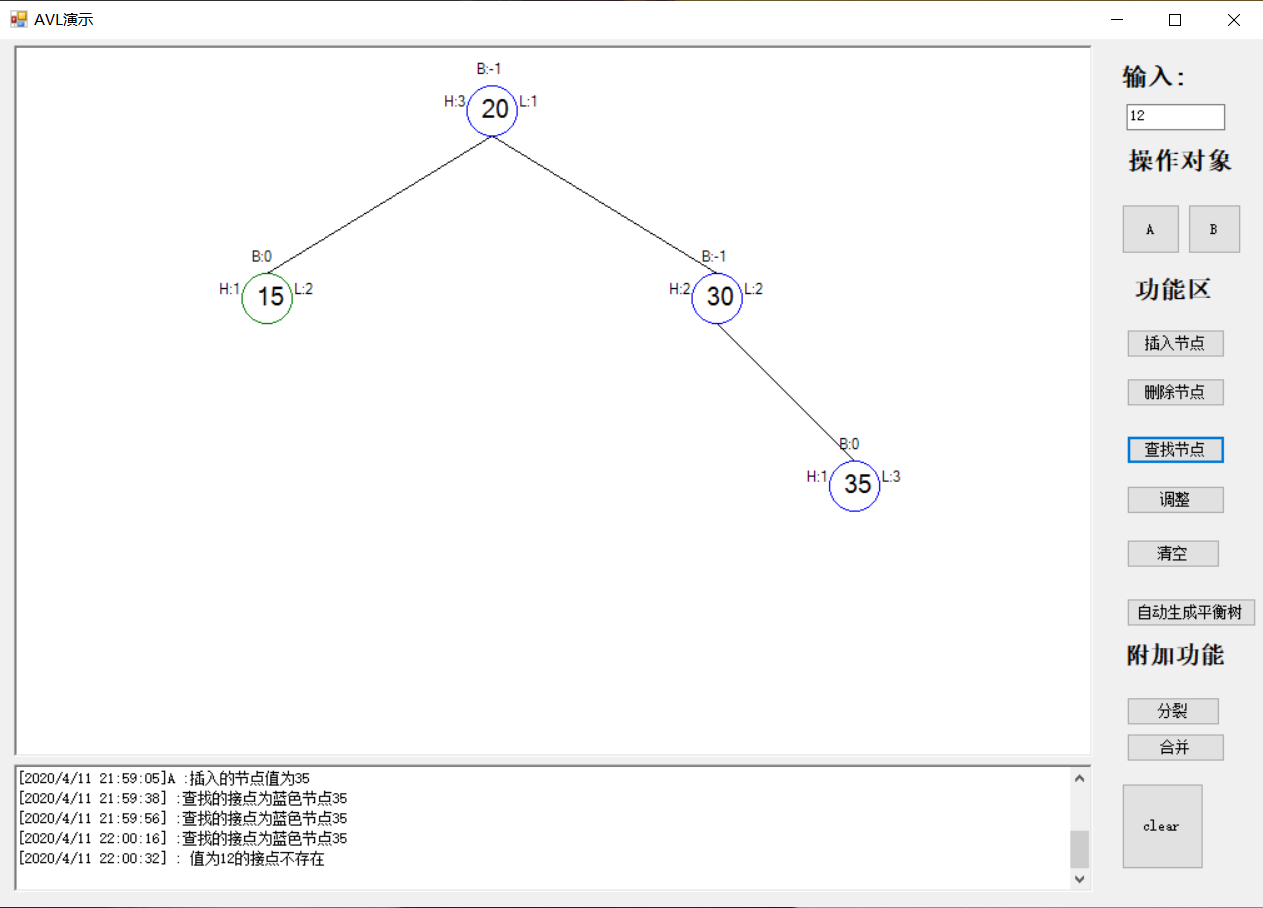 AVL演示
B:-1
H:3 20 L:1
B:0
H:1 15 L:2
B:-1
H:2 30 L:2
B:0
H:1 35 L:3
输入:
12
操作对象
A B
功能区
插入节点
删除节点
查找节点
调整
清空
自动生成平衡树
附加功能
分裂
合并
clear
[2020/4/11 21:59:05]A :插入的节点值为35
[2020/4/11 21:59:38] :查找的接点为蓝色节点35
[2020/4/11 21:59:56] :查找的接点为蓝色节点35
[2020/4/11 22:00:16] :查找的接点为蓝色节点35
[2020/4/11 22:00:32] : 值为12的接点不存在